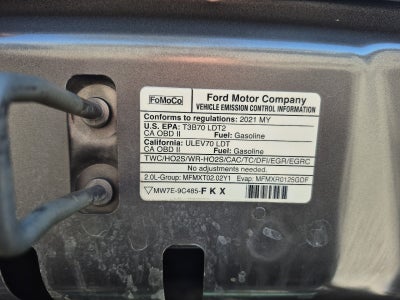 FoMoCo
Ford Motor Company
VEHICLE EMISSION CONTROL INFORMATION
Conforms to regulations: 2021 MY
U.S. EPA: T3B70 LDT2
CA OBD II Fuel: Gasoline
California: ULEV70 LDT
CA OBD II Fuel: Gasoline
TWC/HO2S/WR-HO2S/CAC/TC/DFI/EGR/EGRC
No adjustments needed.
2.0L-Group: MFMXT02.02Y1 Evap: MFMXR0125GDF
MW7E-9C485-FKX